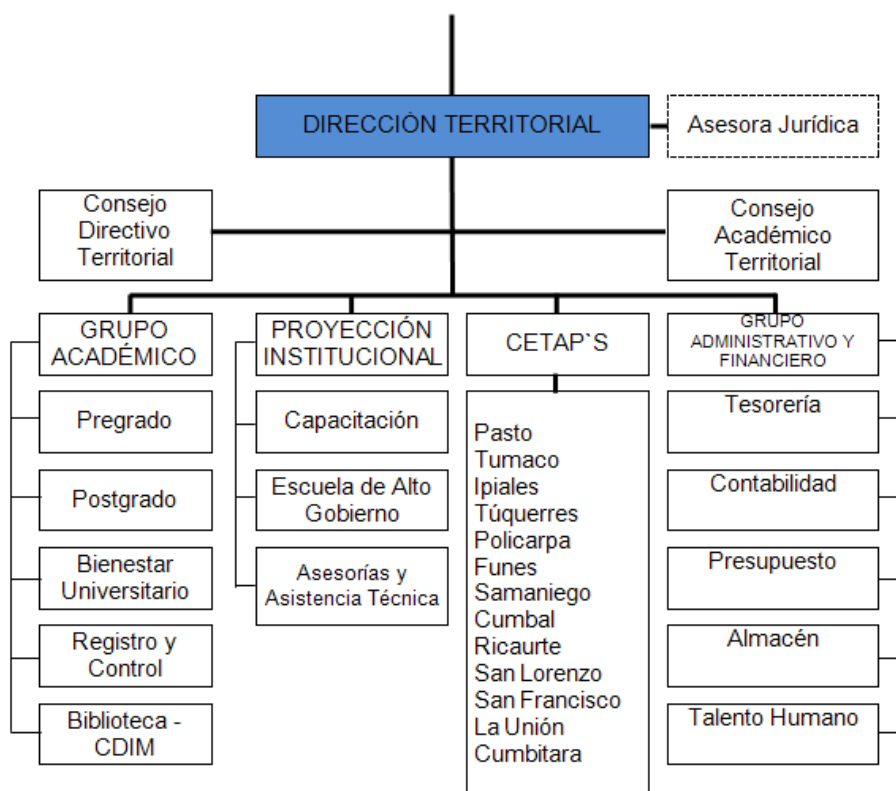 DIRECCIÓN TERRITORIAL
Asesora Jurídica
Consejo
Directivo
Territorial
Consejo
Académico
Territorial
GRUPO
ACADÉMICO
PROYECCIÓN
INSTITUCIONAL
CETAP`S
GRUPO
ADMINISTRATIVO Y
FINANCIERO
Pregrado
Postgrado
Bienestar
Universitario
Registro y
Control
Biblioteca -
CDIM
Capacitación
Escuela de Alto
Gobierno
Asesorías y
Asistencia Técnica
Pasto
Tumaco
Ipiales
Túquerres
Policarpa
Funes
Samaniego
Cumbal
Ricaurte
San Lorenzo
San Francisco
La Unión
Cumbitara
Tesorería
Contabilidad
Presupuesto
Almacén
Talento Humano